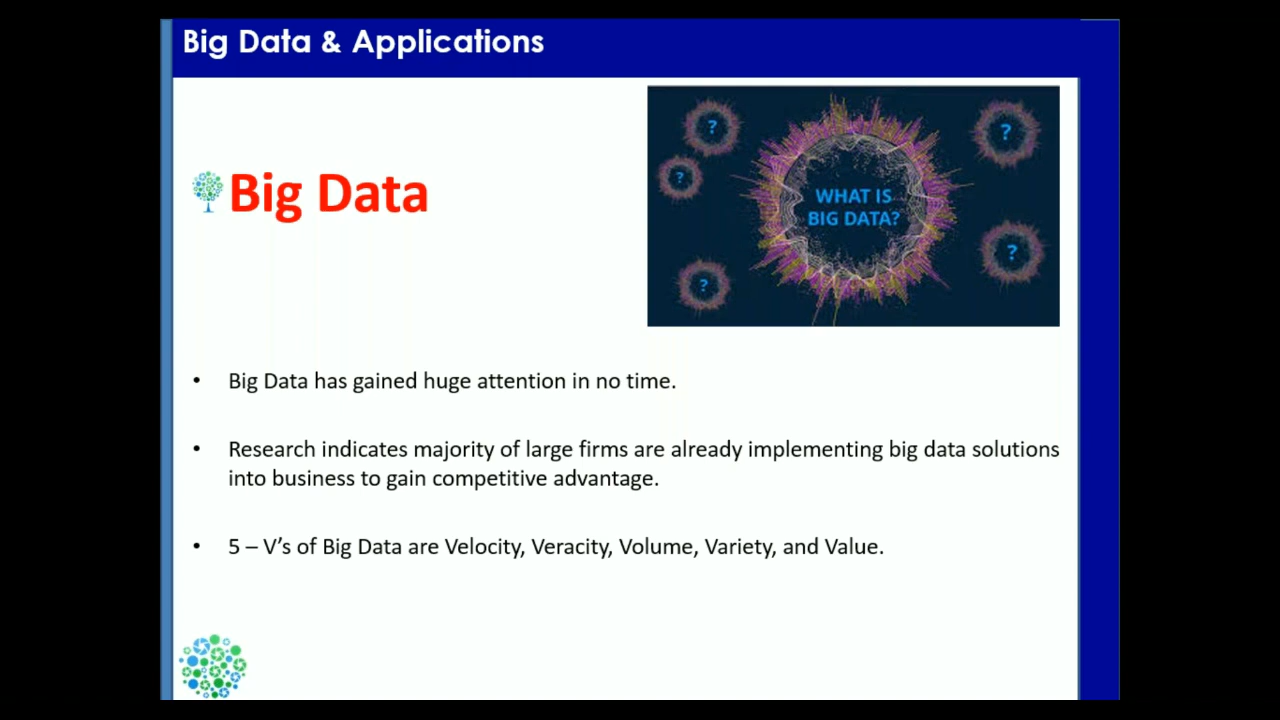 Big Data & Applications
?
?
?
WHAT IS
BIG DATA?
?
?
Big Data
• Big Data has gained huge attention in no time.
• Research indicates majority of large firms are already implementing big data solutions
into business to gain competitive advantage.
• 5 – V’s of Big Data are Velocity, Veracity, Volume, Variety, and Value.